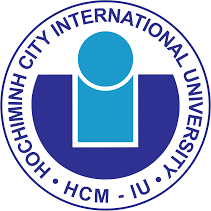 HOCHIMINH CITY INTERNATIONAL UNIVERSITY
• HCM - IU •